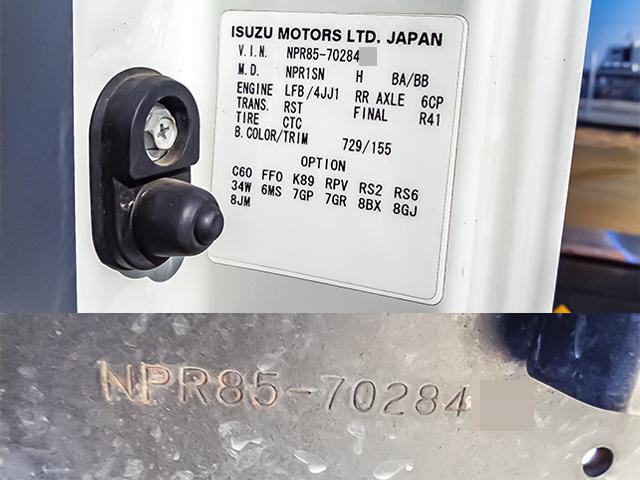 ISUZU MOTORS LTD. JAPAN
V.I.N. NPR85-70284
M.D. NPR1SN H BA/BB
ENGINE LFB/4JJ1 RR AXLE 6CP
TRANS. RST FINAL R41
TIRE CTC
B.COLOR/TRIM 729/155
OPTION
C60 FF0 K89 RPV RS2 RS6
34W 6MS 7GP 7GR 8BX 8GJ
8JM
NPR85-70284